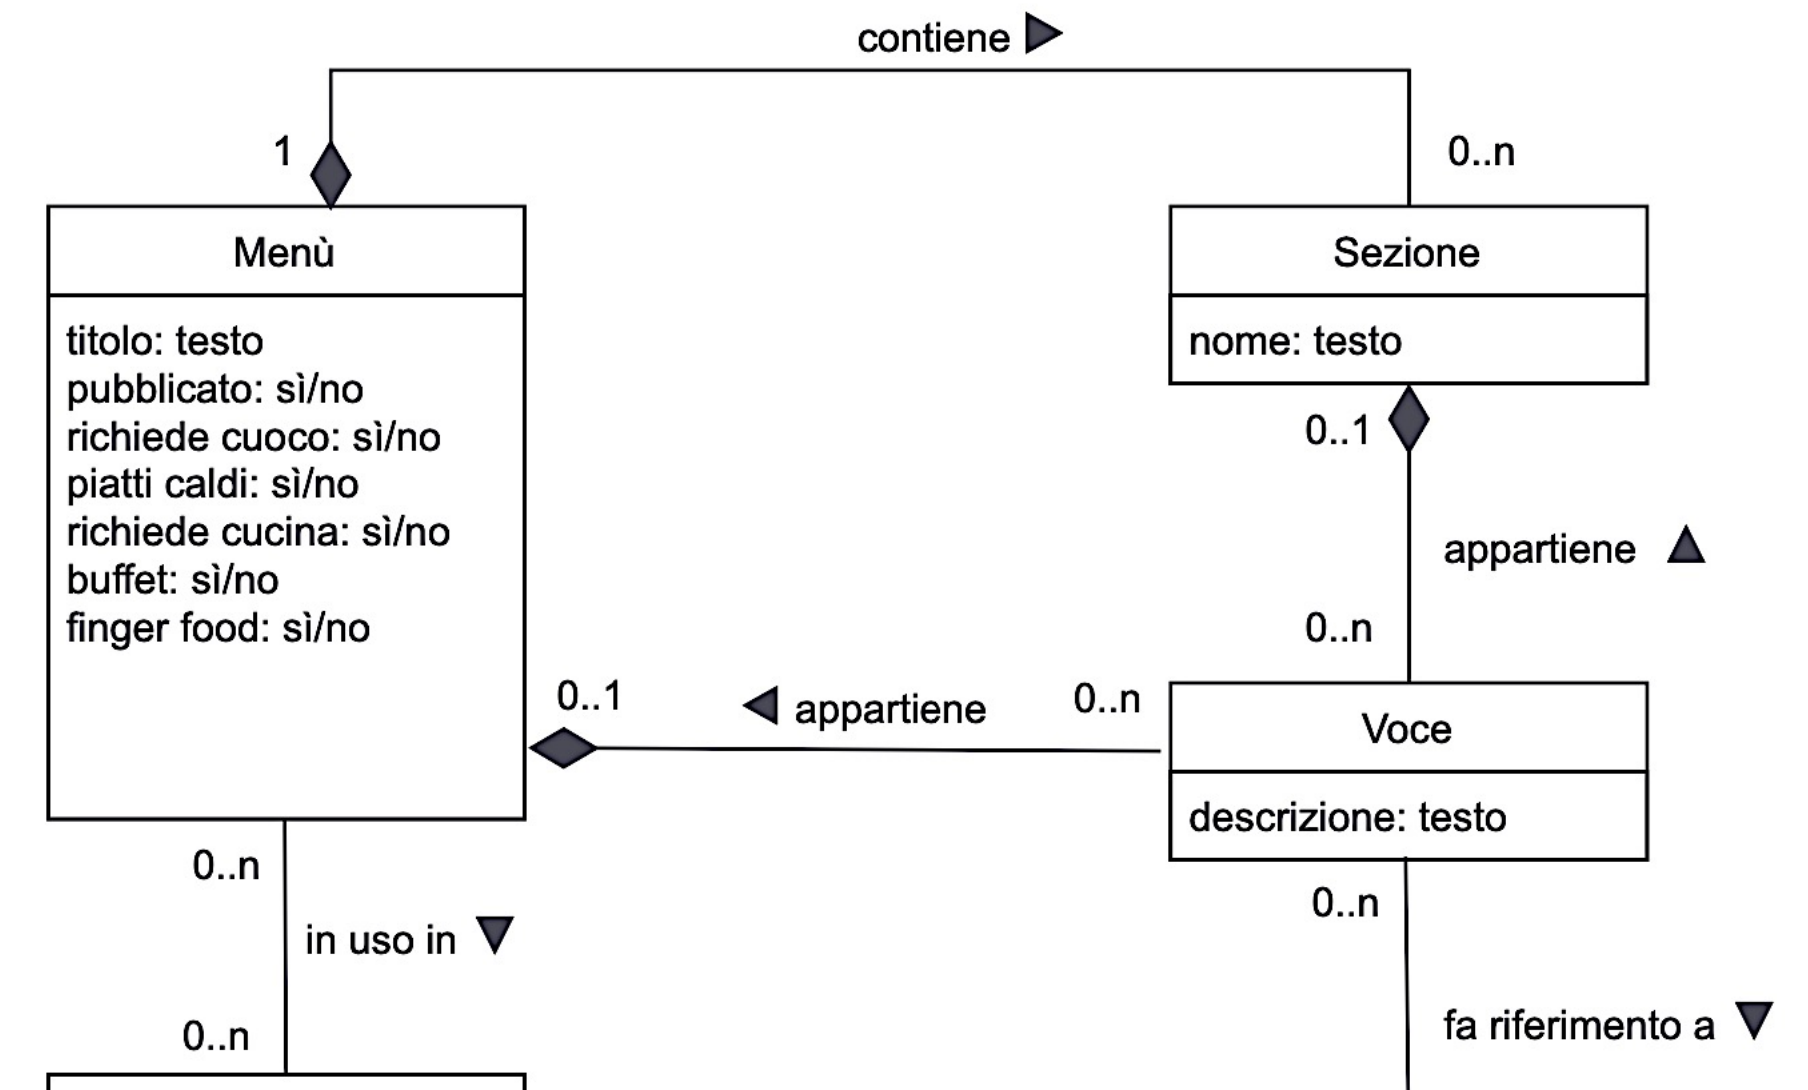 contiene
1
0..n
Menù
Sezione
titolo: testo
pubblicato: sì/no
richiede cuoco: sì/no
piatti caldi: sì/no
richiede cucina: sì/no
buffet: sì/no
finger food: sì/no
nome: testo
0..1
appartiene
0..n
0..1
appartiene
0..n
Voce
descrizione: testo
0..n
in uso in
0..n
0..n
fa riferimento a